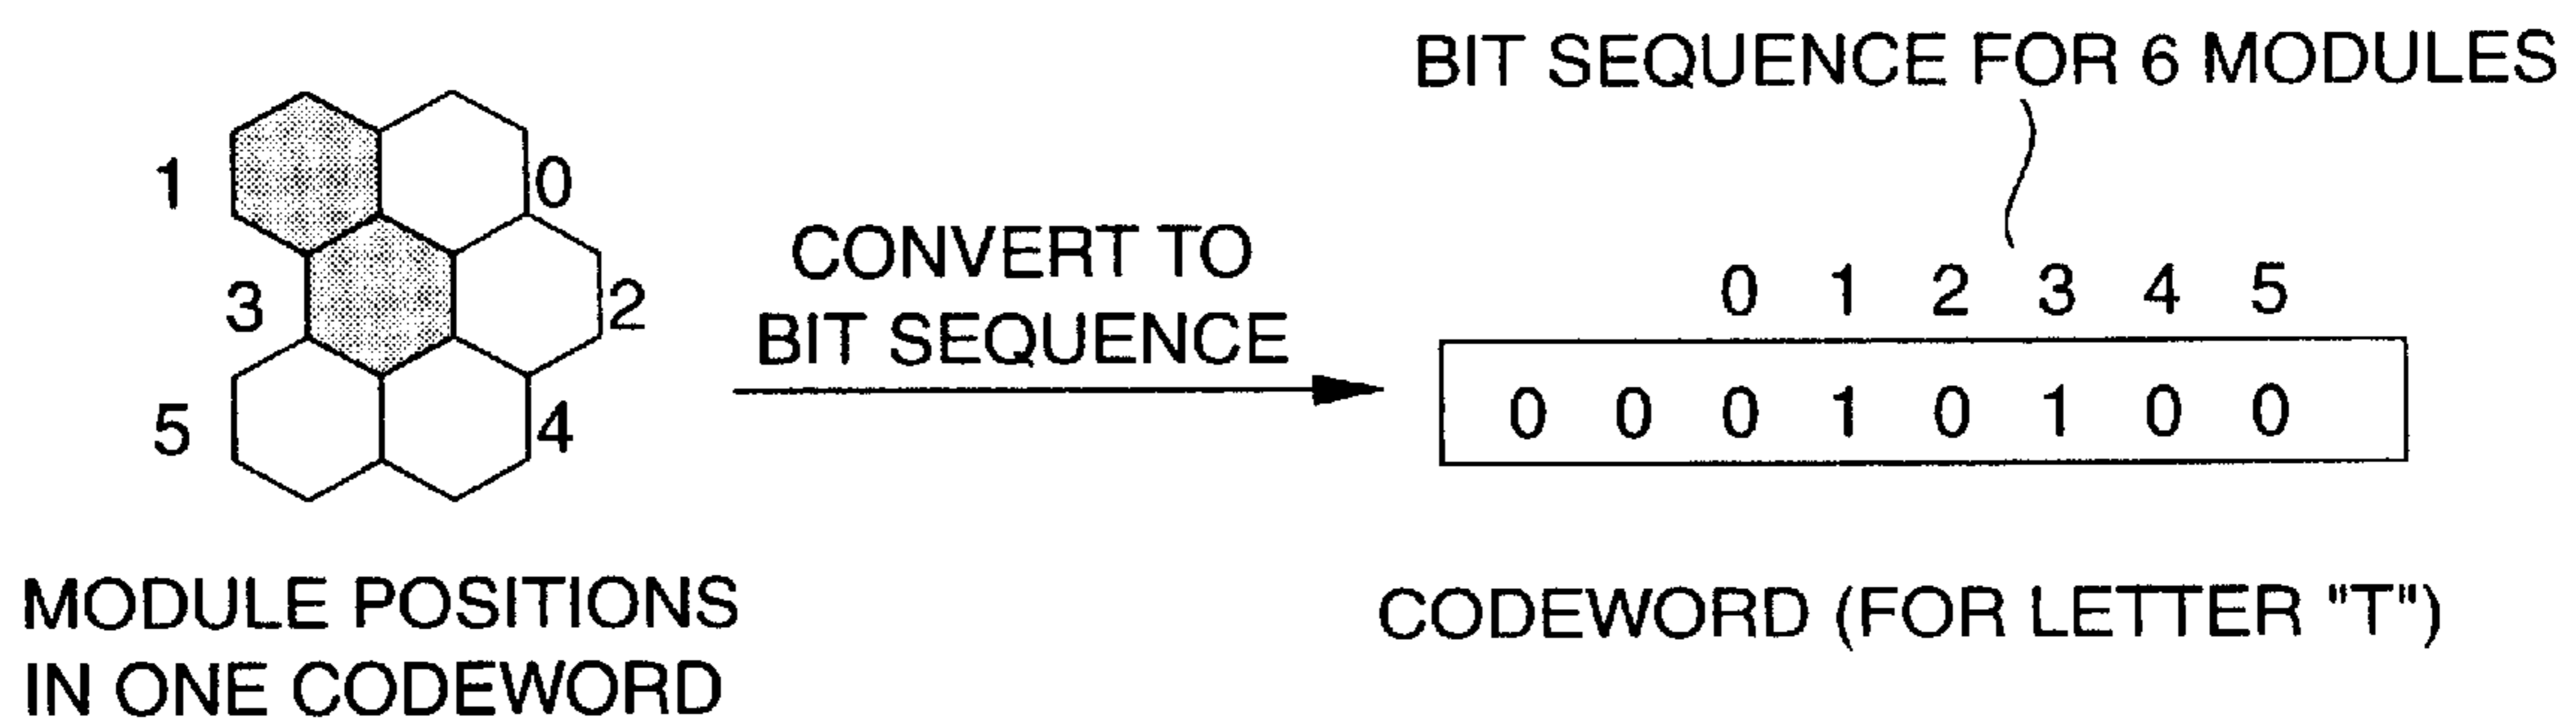 BIT SEQUENCE FOR 6 MODULES
1 0
3 2
5 4
CONVERT TO
BIT SEQUENCE
0 1 2 3 4 5
0 0 0 1 0 1 0 0
MODULE POSITIONS
IN ONE CODEWORD
CODEWORD (FOR LETTER "T")